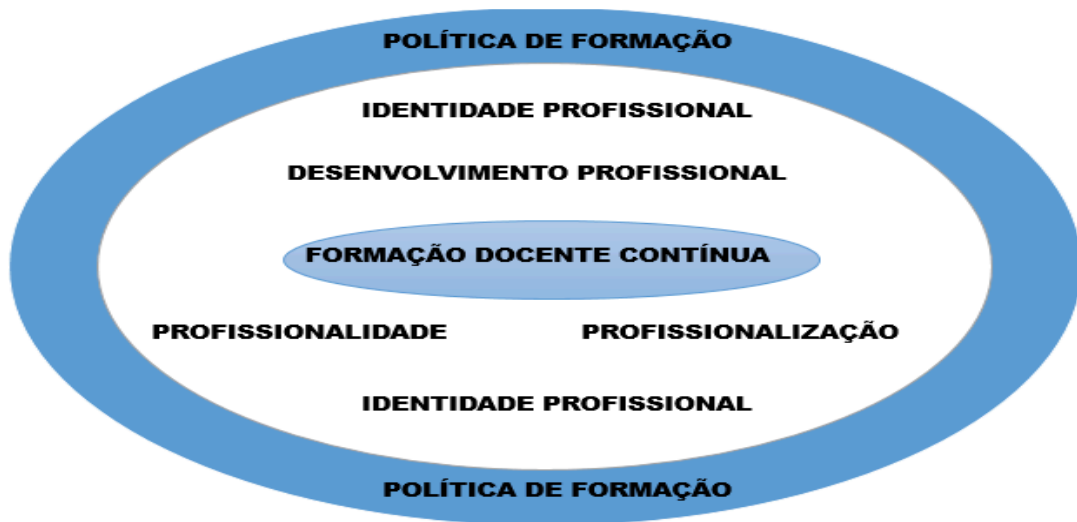 POLÍTICA DE FORMAÇÃO
IDENTIDADE PROFISSIONAL
DESENVOLVIMENTO PROFISSIONAL
FORMAÇÃO DOCENTE CONTÍNUA
PROFISSIONALIDADE PROFISSIONALIZAÇÃO
IDENTIDADE PROFISSIONAL
POLÍTICA DE FORMAÇÃO